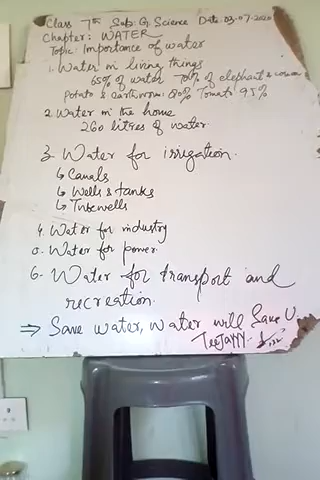 Class 7th Sub: Gr. Science Date: 03-07-2020
Chapter: WATER
Topic: Importance of water
1. Water in living things
65% of water 70% of elephant &
Potato & earthworm: 80% Tomato 95%
2. Water in the home
260 litres of water
3. Water for irrigation.
↳ Canals
↳ Wells & tanks
↳ Tubewells
4. Water for industry
5. Water for power.
6. Water for transport and
recreation.
⇒ Save water, water will Save U.